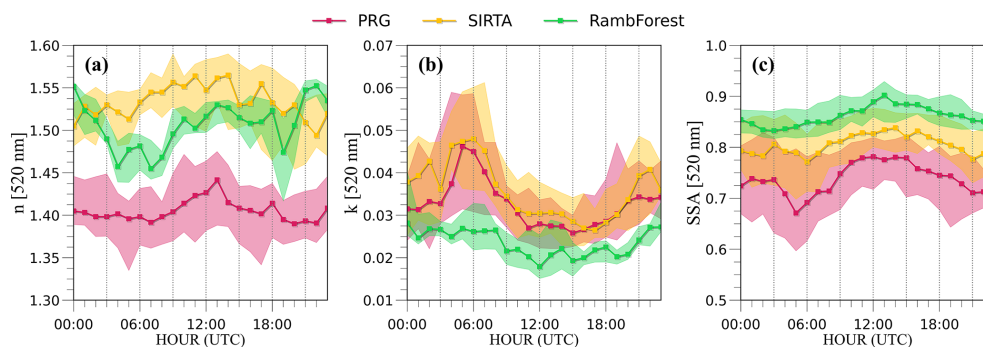 PRG SIRTA RambForest
(a) (b) (c)
n [520 nm]
1.60
1.55
1.50
1.45
1.40
1.35
1.30
00:00 06:00 12:00 18:00
HOUR (UTC)
k [520 nm]
0.07
0.06
0.04
0.03
0.02
0.01
00:00 06:00 12:00 18:00
HOUR (UTC)
SSA [520 nm]
1.0
0.9
0.8
0.7
0.6
0.5
00:00 06:00 12:00 18:00
HOUR (UTC)